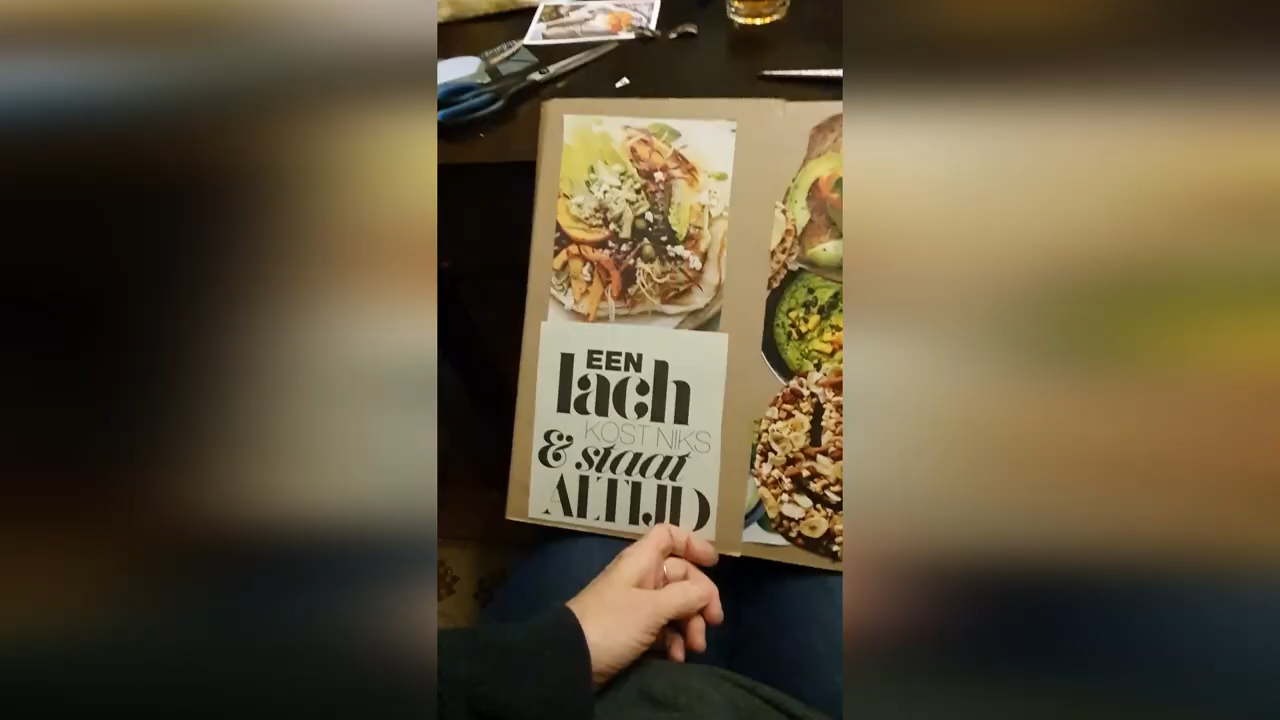 EEN
lach
KOST NIKS
& staat
ALTIJD